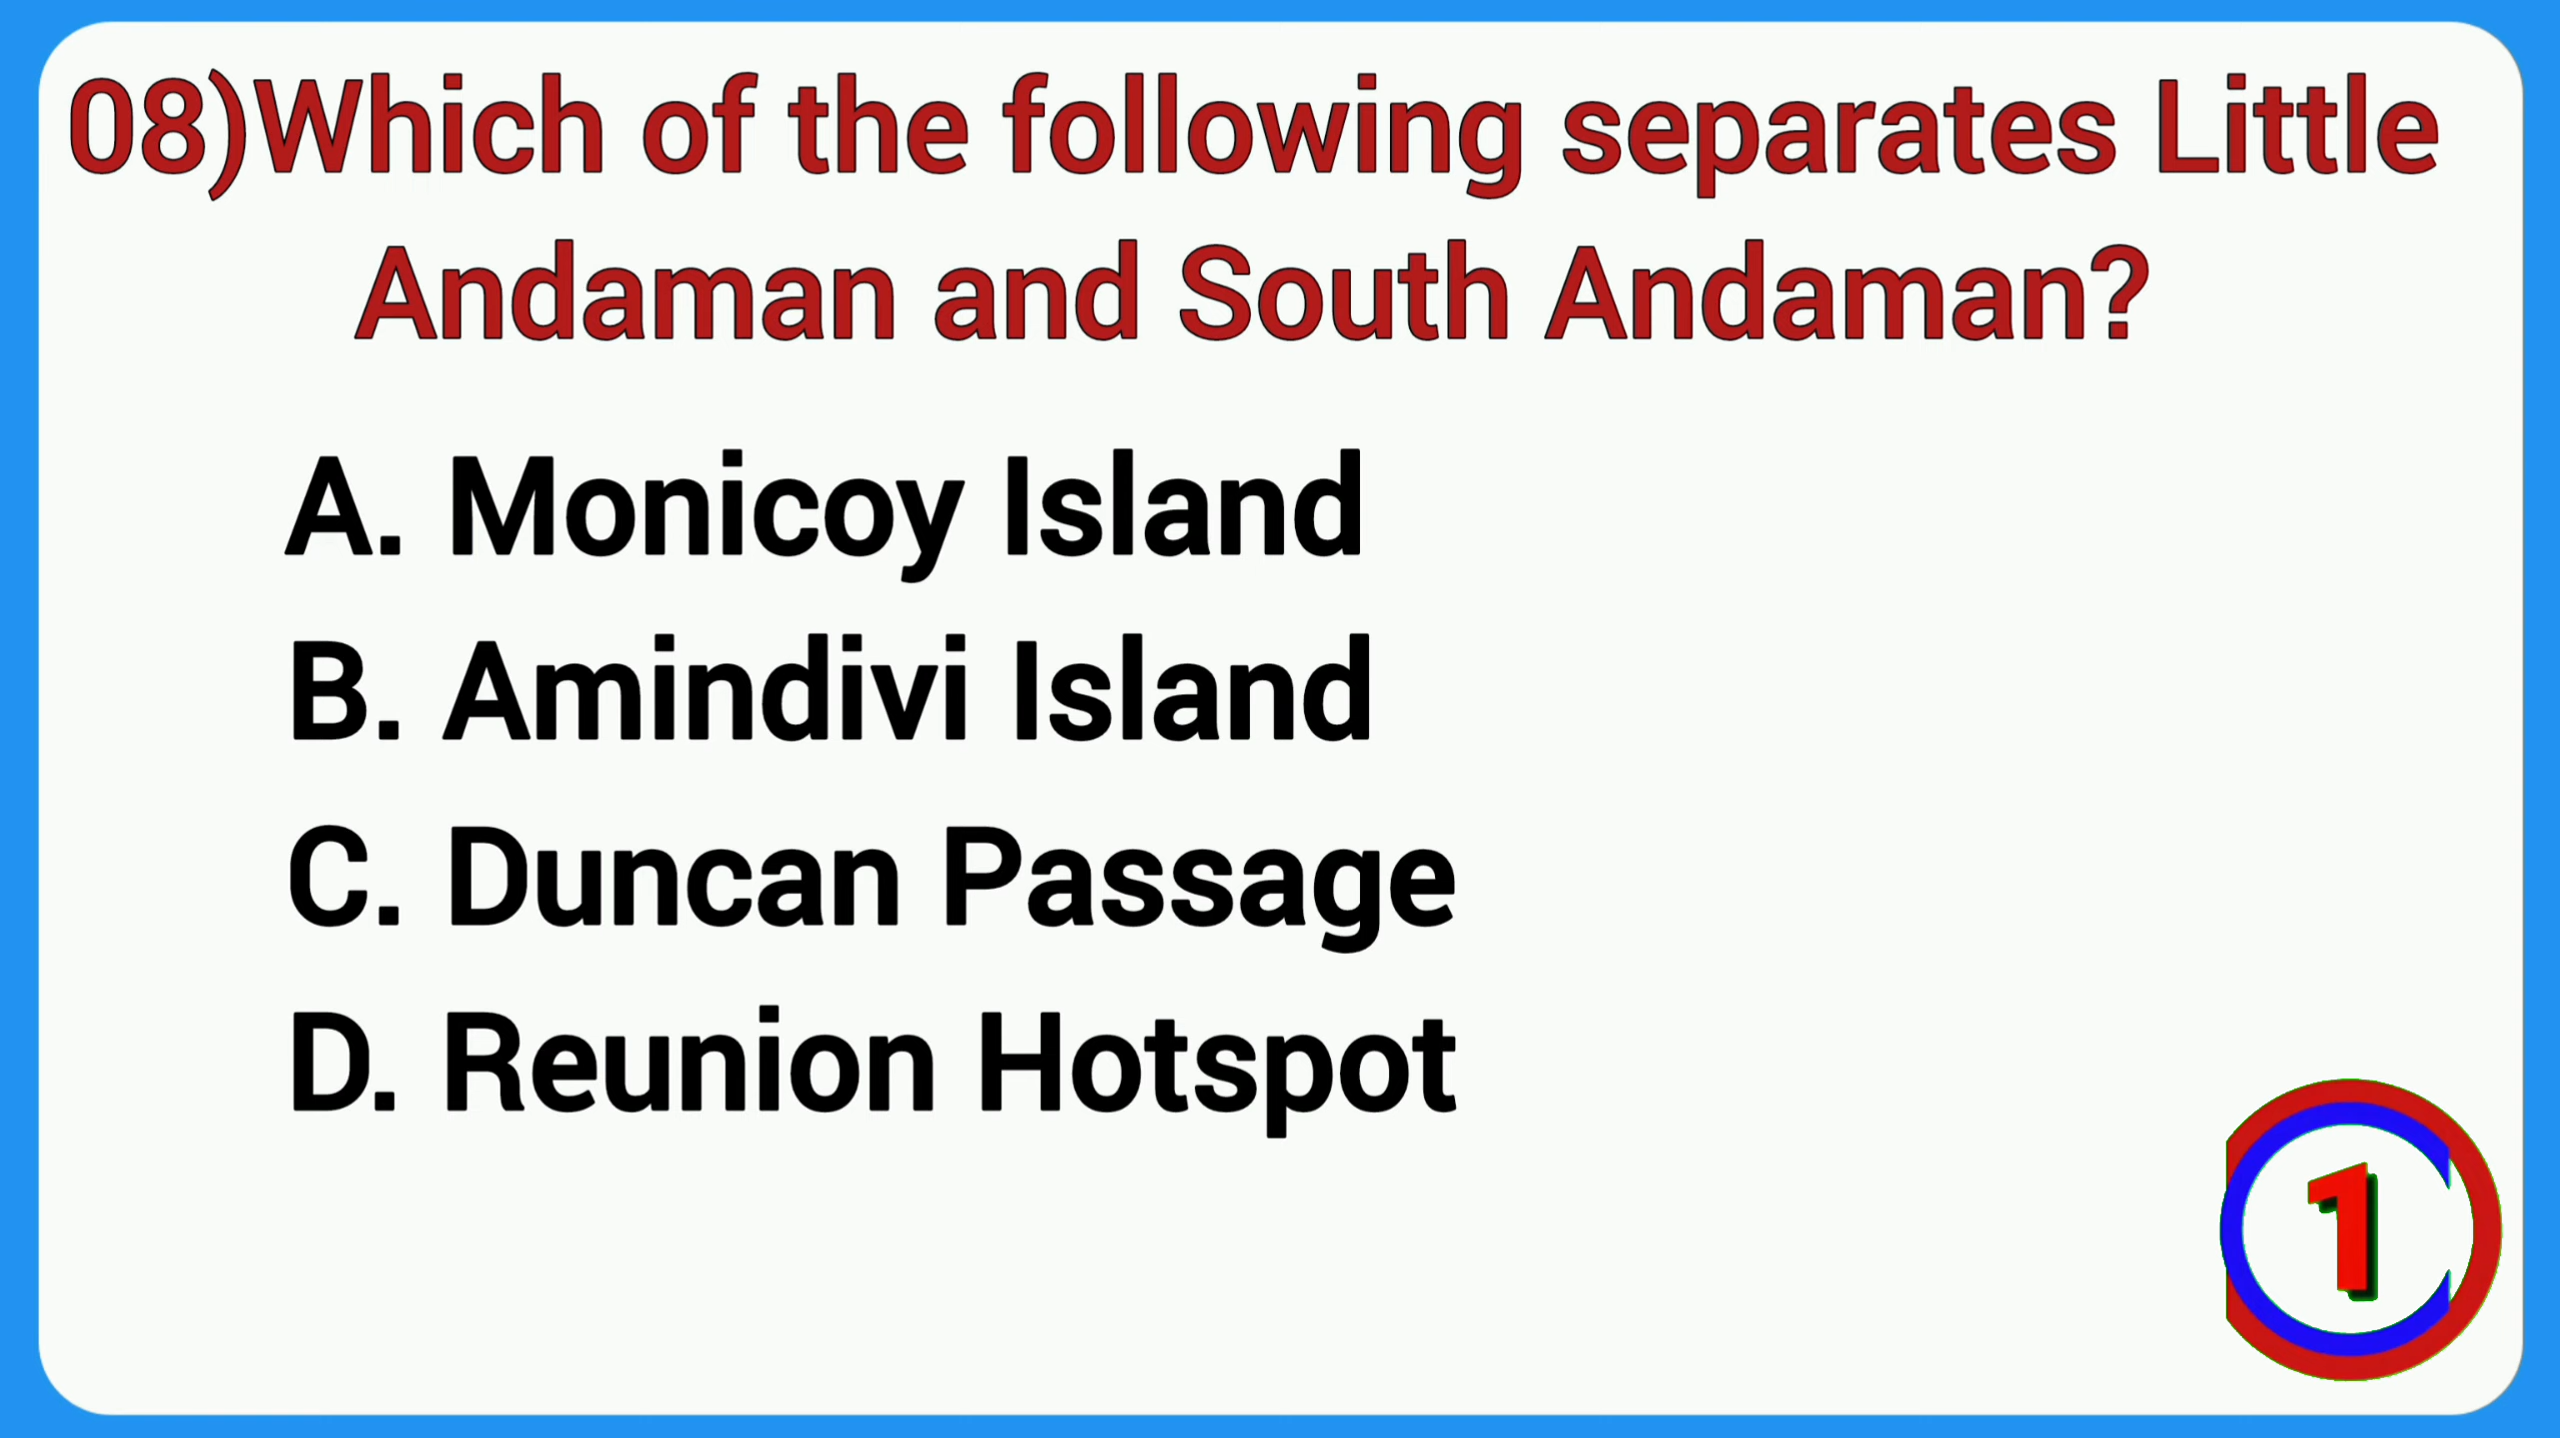 08)Which of the following separates Little
Andaman and South Andaman?
A. Monicoy Island
B. Amindivi Island
C. Duncan Passage
D. Reunion Hotspot
1